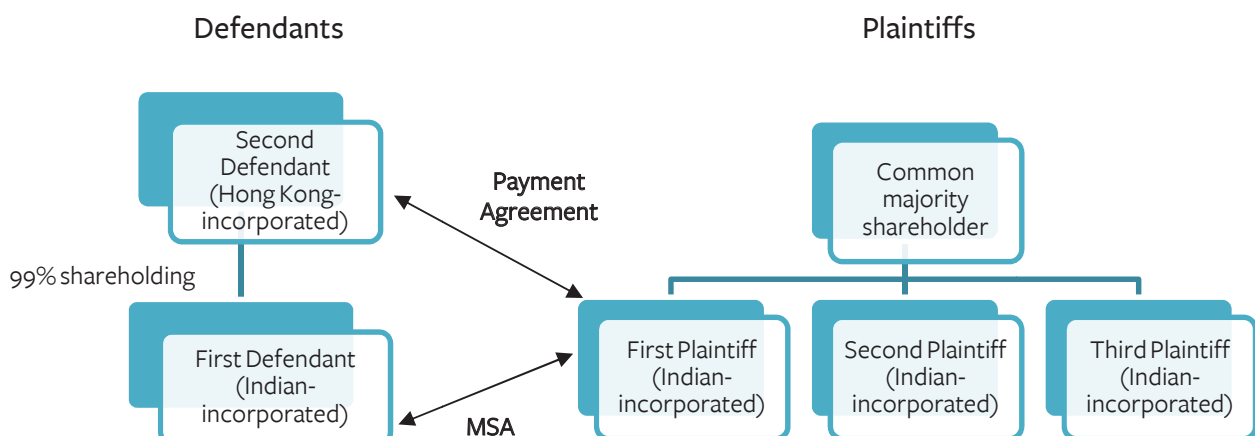 Defendants
Plaintiffs
Second
Defendant
(Hong Kong-
incorporated)
Payment
Agreement
Common
majority
shareholder
99% shareholding
First Defendant
(Indian-
incorporated)
MSA
First Plaintiff
(Indian-
incorporated)
Second Plaintiff
(Indian-
incorporated)
Third Plaintiff
(Indian-
incorporated)